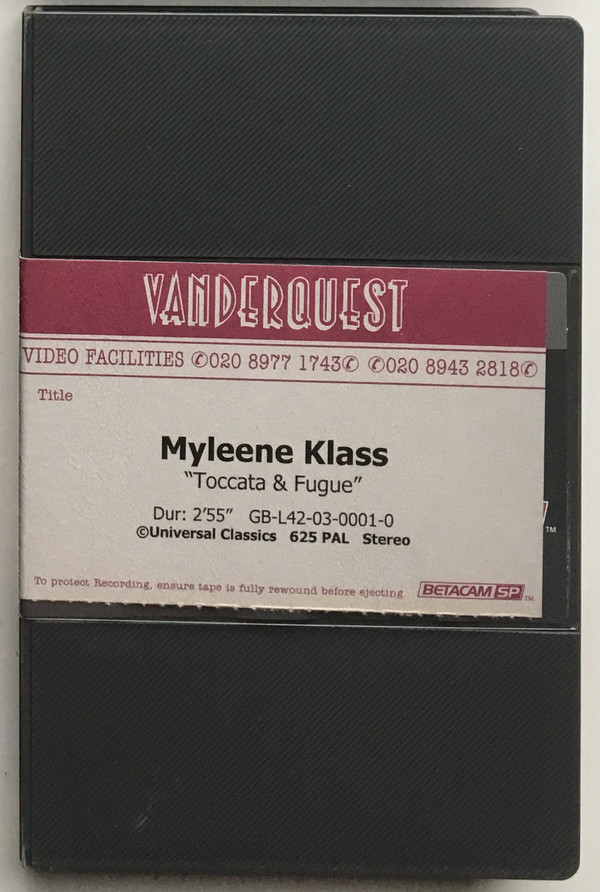 VANDERQUEST
VIDEO FACILITIES ✆020 8977 1743✆ ✆020 8943 2818✆
Title
Myleene Klass
“Toccata & Fugue”
Dur: 2’55” GB-L42-03-0001-0
©Universal Classics 625 PAL Stereo
To protect Recording, ensure tape is fully rewound before ejecting. BETACAM SP™
™